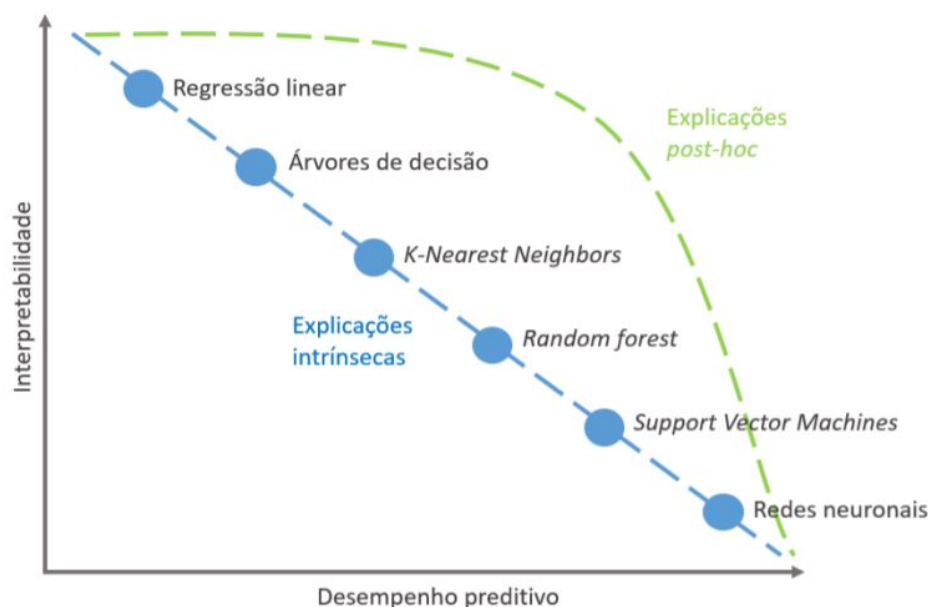 Regressão linear
Explicações
post-hoc
Árvores de decisão
K-Nearest Neighbors
Interpretabilidade
Explicações
intrínsecas
Random forest
Support Vector Machines
Redes neuronais
Desempenho preditivo